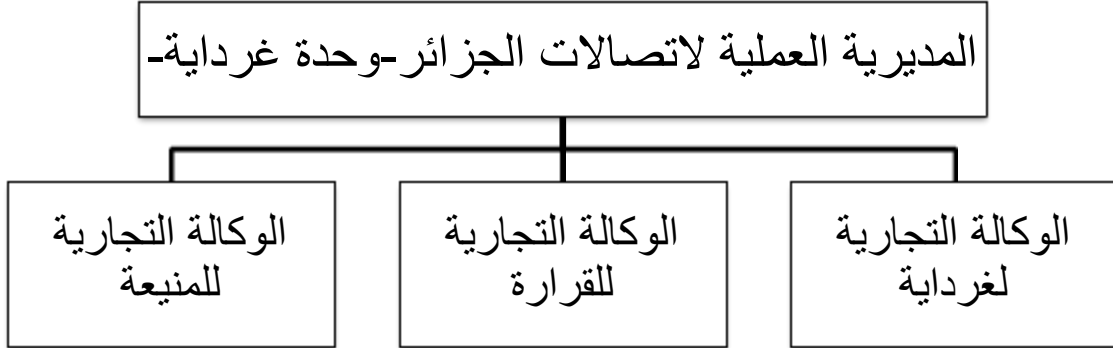 المديرية العملية لاتصالات الجزائر-وحدة غرداية-
الوكالة التجارية
لغرداية
الوكالة التجارية
للقرارة
الوكالة التجارية
للمنيعة